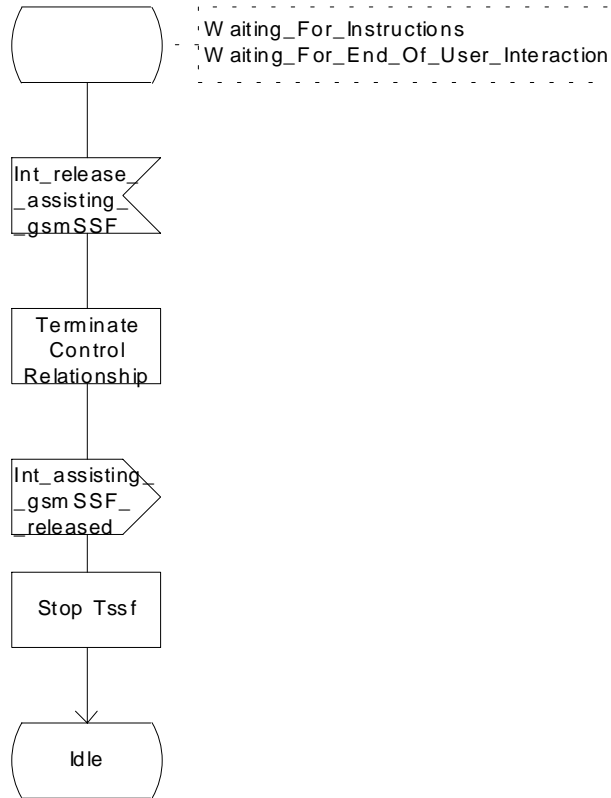 Waiting_For_Instructions
Waiting_For_End_Of_User_Interaction
Int_release_
_assisting_
_gsmSSF
Terminate
Control
Relationship
Int_assisting_
_gsmSSF_
_released
Stop Tssf
Idle